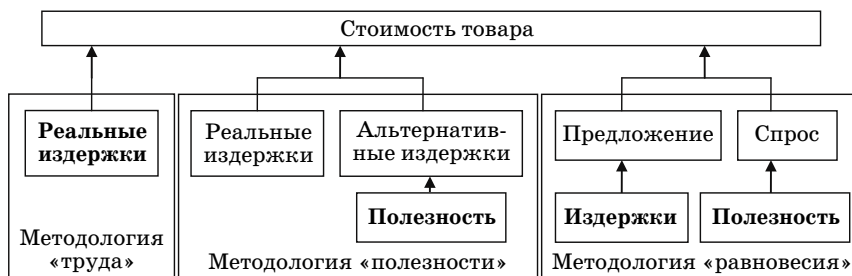 Стоимость товара
Реальные
издержки
Методология
«труда»
Реальные
издержки
Альтернатив-
ные издержки
Полезность
Методология «полезности»
Предложение
Спрос
Издержки
Полезность
Методология «равновесия»